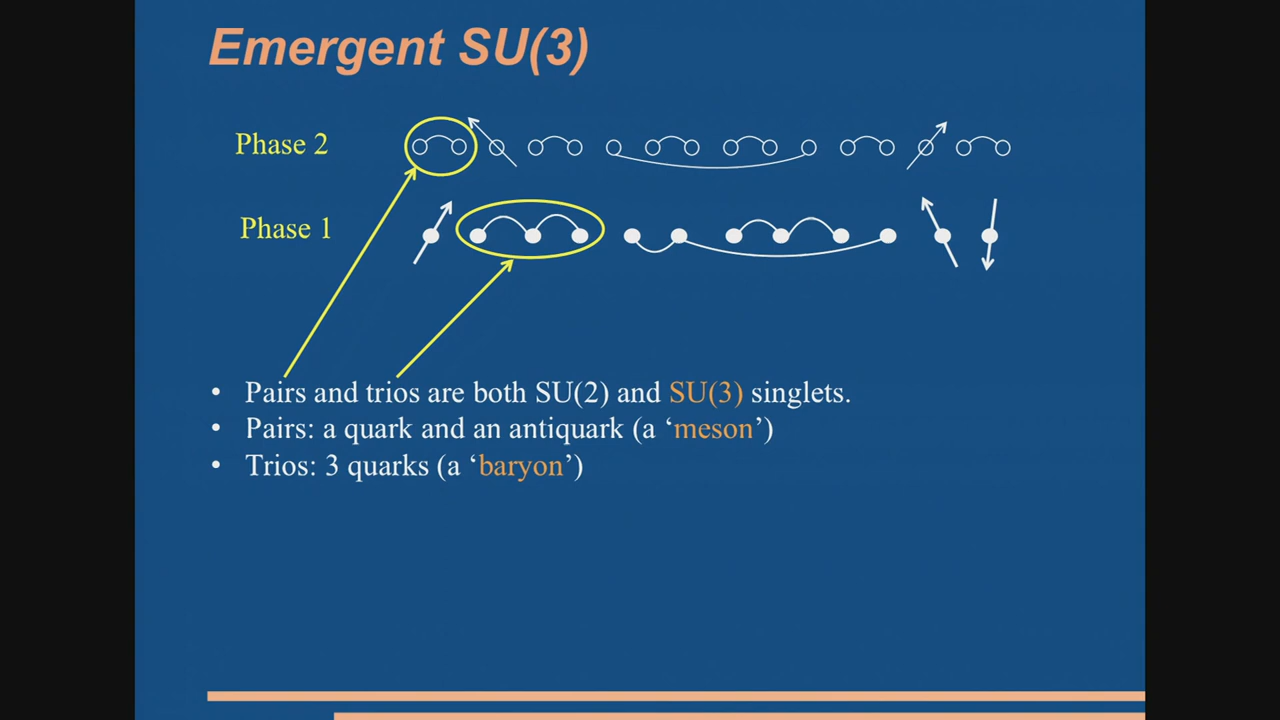 Emergent SU(3)
Phase 2
Phase 1
• Pairs and trios are both SU(2) and SU(3) singlets.
• Pairs: a quark and an antiquark (a ‘meson’)
• Trios: 3 quarks (a ‘baryon’)